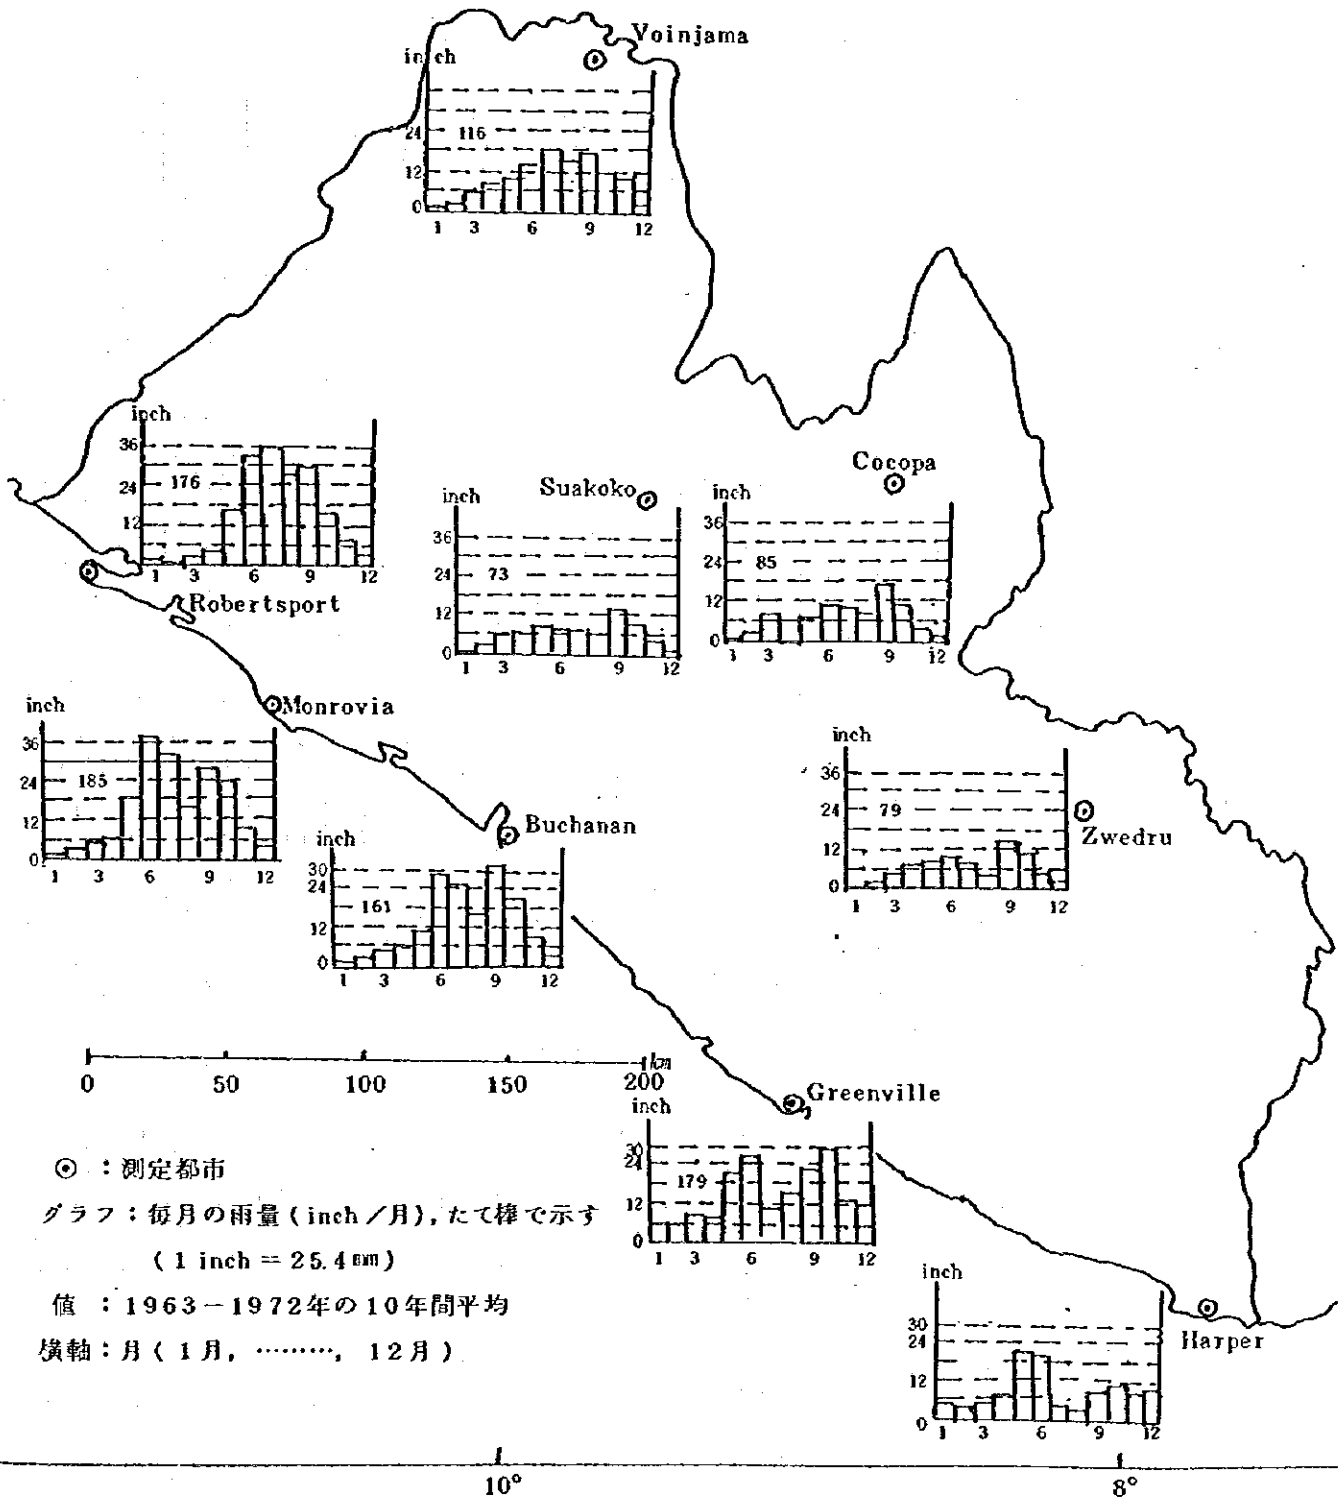 Voinjama
inch
24
116
12
0
1 3 6 9 12
inch
36
176
24
12
1 3 6 9 12
Robertsport
Suakoko
inch
36
24
73
12
0
1 3 6 9 12
Cocopa
inch
36
24
85
12
0
1 3 6 9 12
Monrovia
inch
36
24
185
12
0
1 3 6 9 12
Buchanan
inch
30
24
161
12
0
1 3 6 9 12
inch
36
24
79
12
0
1 3 6 9 12
Zwedru
0 50 100 150 200 km
Greenville
inch
30
24
179
12
0
1 3 6 9 12
Harper
inch
30
24
12
0
1 3 6 9 12
◎ : 測定都市
グラフ : 毎月の雨量 ( inch / 月 ) , たて棒で示す
( 1 inch = 25.4 mm )
値 : 1963-1972年の10年間平均
横軸 : 月 ( 1月, ………, 12月 )
10° 8°